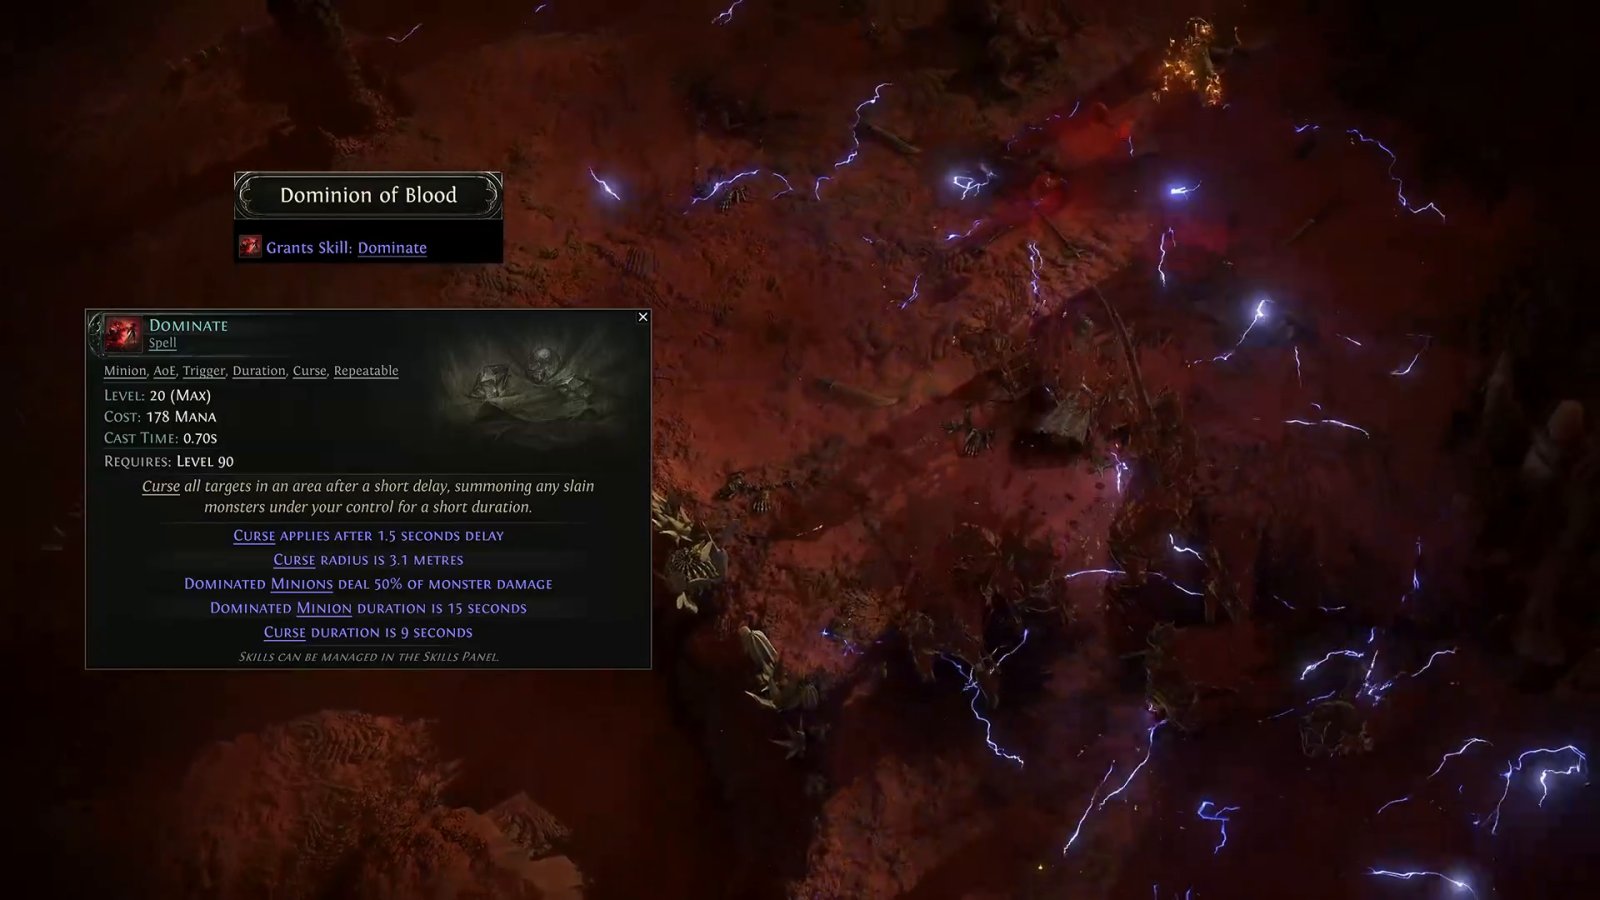 Dominion of Blood
Grants Skill: Dominate
Dominate
Spell
Minion, AoE, Trigger, Duration, Curse, Repeatable
Level: 20 (Max)
Cost: 178 Mana
Cast Time: 0.70s
Requires: Level 90
Curse all targets in an area after a short delay, summoning any slain
monsters under your control for a short duration.
Curse applies after 1.5 seconds delay
Curse radius is 3.1 metres
Dominated Minions deal 50% of monster damage
Dominated Minion duration is 15 seconds
Curse duration is 9 seconds
Skills can be managed in the Skills Panel.